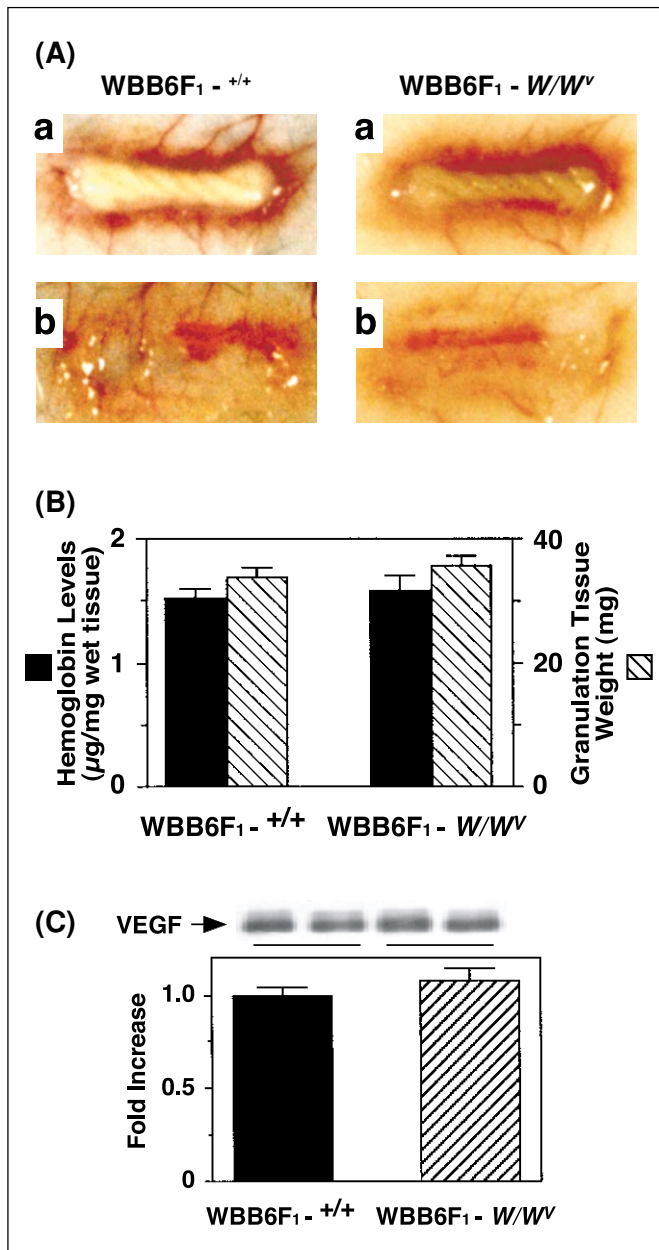 (A)
WBB6F₁ - +/+ WBB6F₁ - W/Wᵛ
a a
b b
(B)
Hemoglobin Levels
(µg/mg wet tissue)
2 40
1 20
0 0
Granulation Tissue
Weight (mg)
WBB6F₁ - +/+ WBB6F₁ - W/Wᵛ
(C)
VEGF
Fold Increase
1.0
0.5
0
WBB6F₁ - +/+ WBB6F₁ - W/Wᵛ